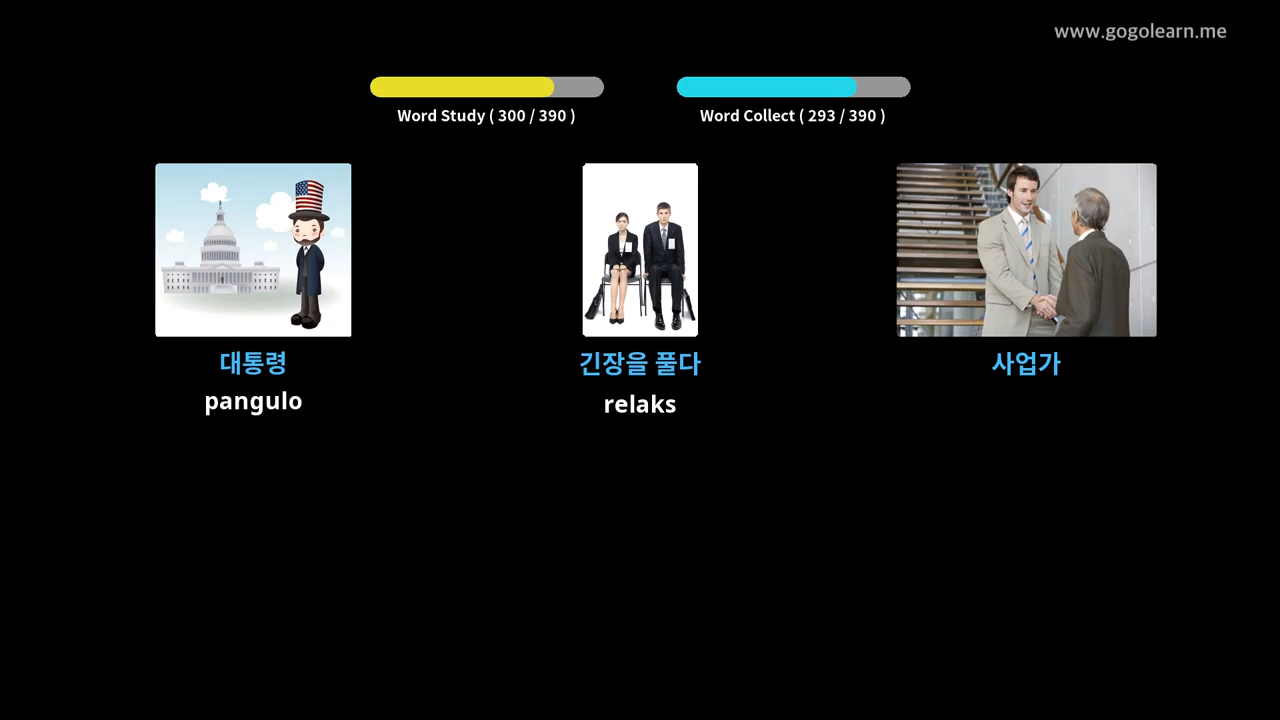 www.gogolearn.me
Word Study ( 300 / 390 )
Word Collect ( 293 / 390 )
대통령
pangulo
긴장을 풀다
relaks
사업가